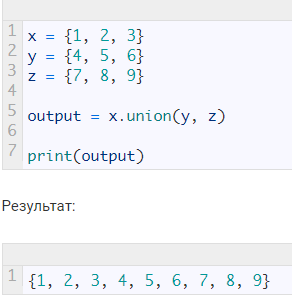 1 x = {1, 2, 3}
2 y = {4, 5, 6}
3 z = {7, 8, 9}
4
5 output = x.union(y, z)
6
7 print(output)
Результат:
1 {1, 2, 3, 4, 5, 6, 7, 8, 9}